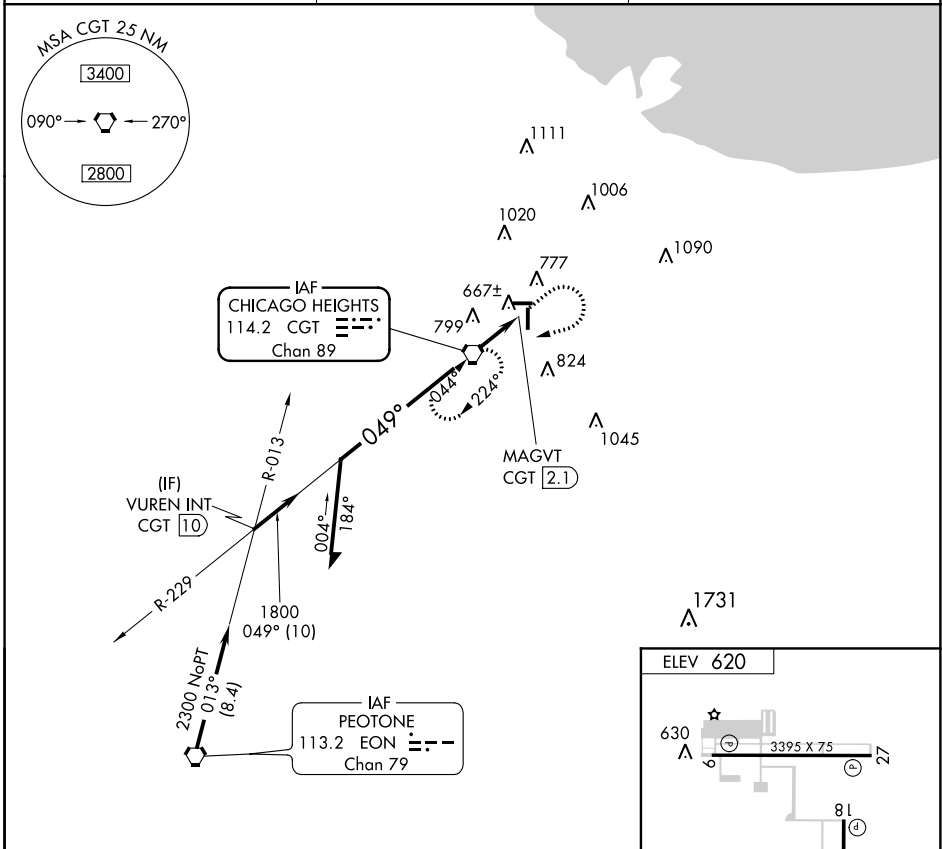 MSA CGT 25 NM
3400
090°
270°
2800
1111
1006
1020
1090
777
667±
799
824
1045
IAF
CHICAGO HEIGHTS
114.2 CGT
Chan 89
044°
224°
049°
MAGVT
CGT 2.1
R-013
(IF)
VUREN INT
CGT 10
004°
184°
R-229
1800
049° (10)
2300 NoPT
013°
(8.4)
IAF
PEOTONE
113.2 EON
Chan 79
1731
ELEV 620
630
P
3395 X 75
9
27
P
18
P